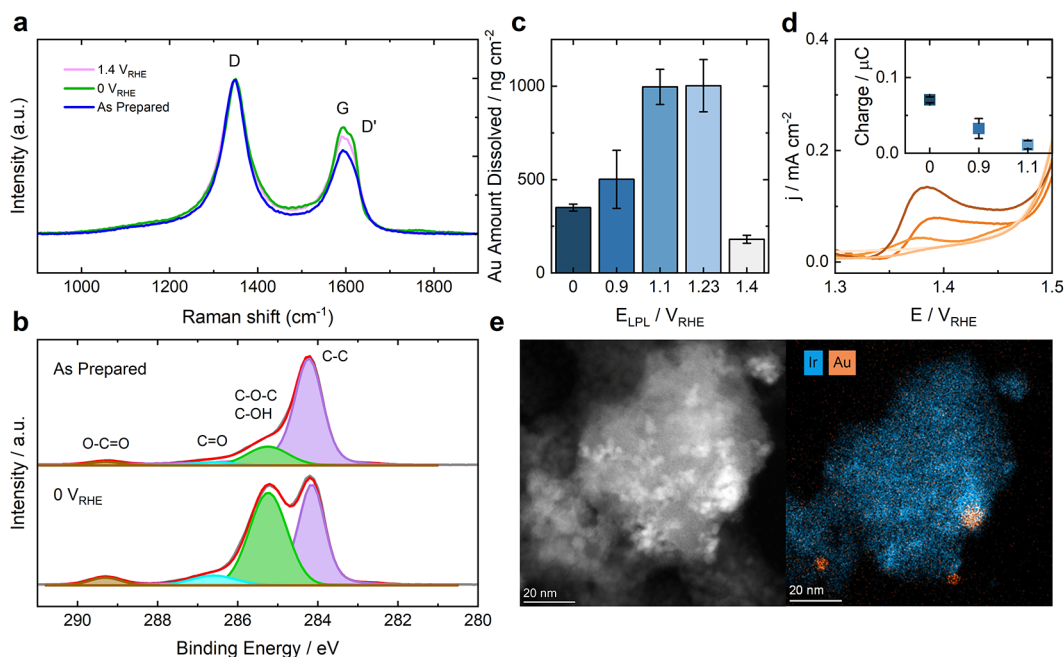 a
Intensity (a.u.)
1.4 V_RHE
0 V_RHE
As Prepared
D
G
D'
1000 1200 1400 1600 1800
Raman shift (cm⁻¹)
b
Intensity / a.u.
As Prepared
O-C=O
C=O
C-O-C
C-OH
C-C
0 V_RHE
290 288 286 284 282 280
Binding Energy / eV
c
Au Amount Dissolved / ng cm⁻²
1000
500
0
0 0.9 1.1 1.23 1.4
E_LPL / V_RHE
d
j / mA cm⁻²
0.4
0.2
0.0
Charge / μC
0.1
0.0
0 0.9 1.1
1.3 1.4 1.5
E / V_RHE
e
20 nm
Ir Au
20 nm